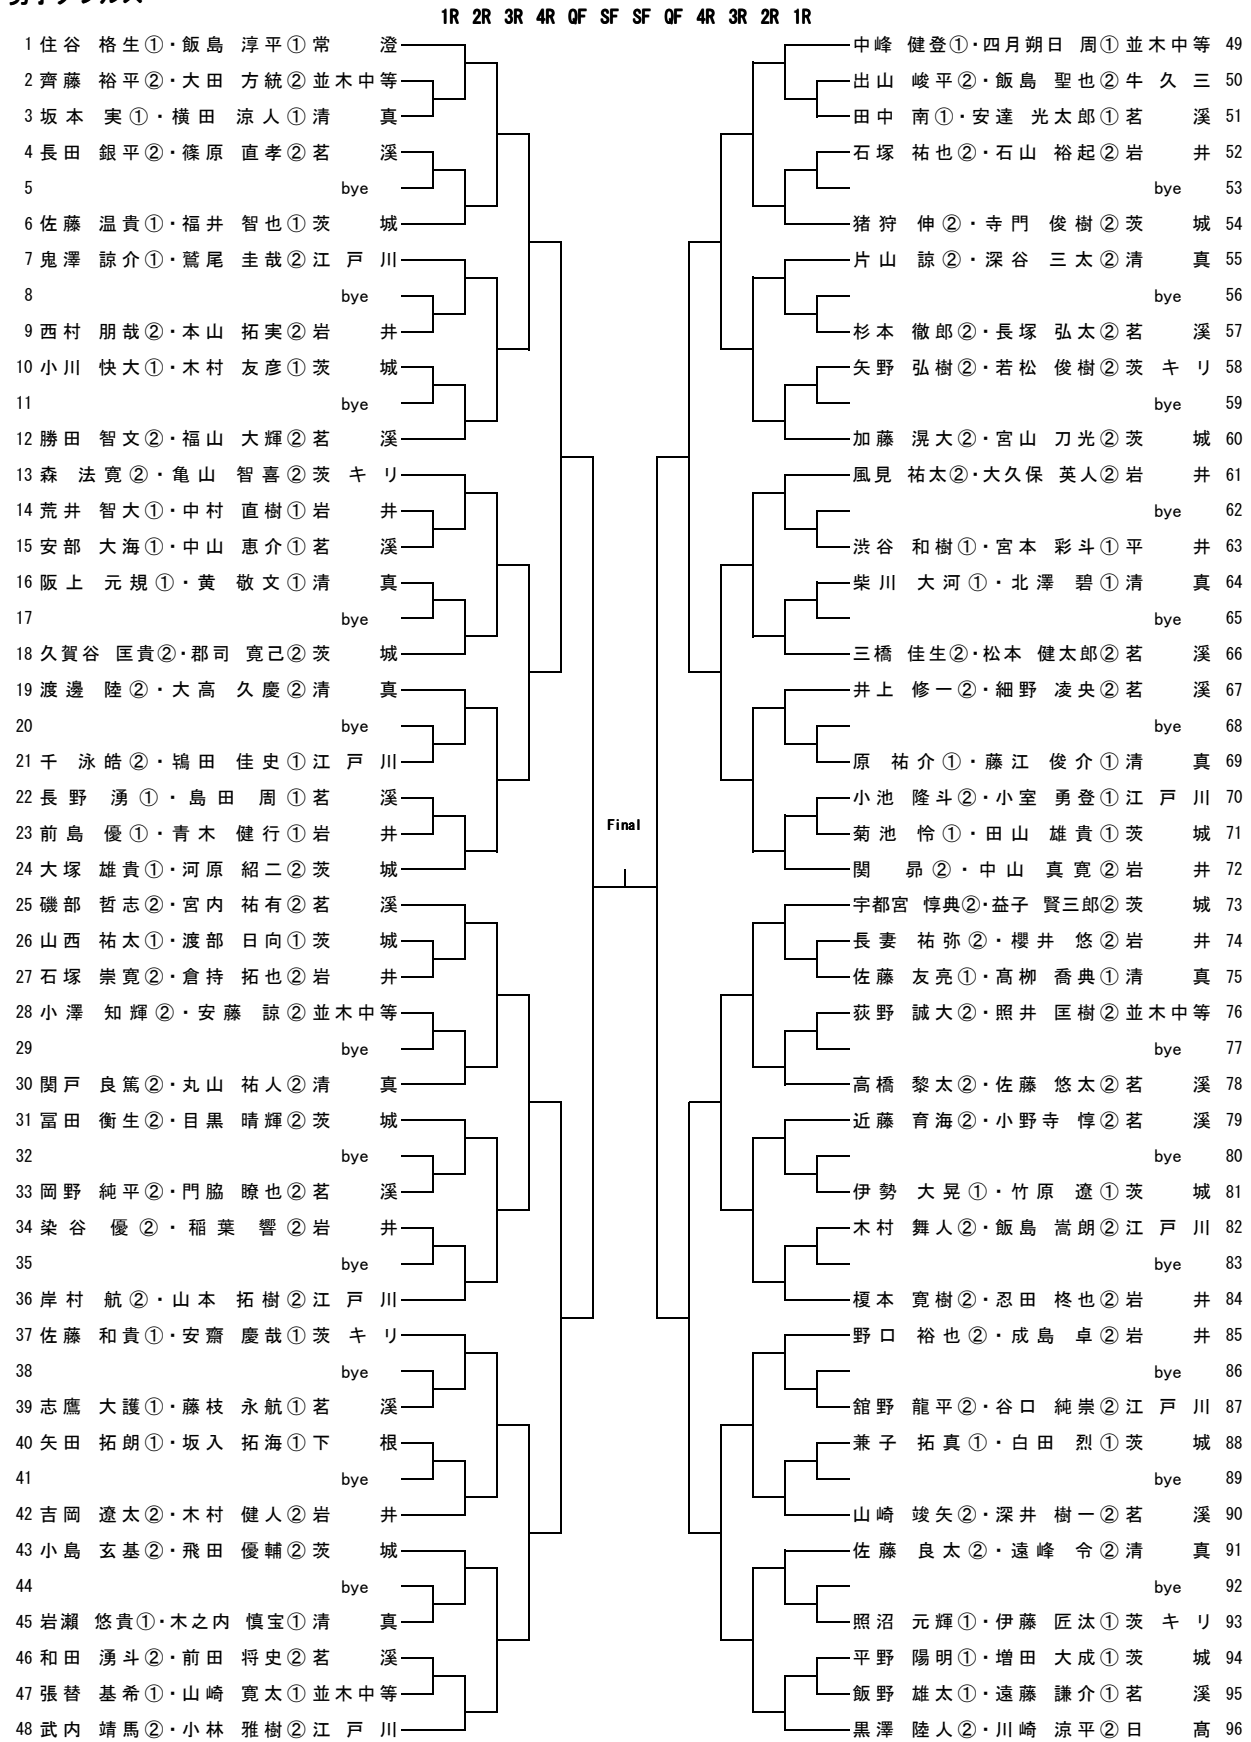 男子ダブルス
1R 2R 3R 4R QF SF SF QF 4R 3R 2R 1R
1 住谷 格生①・飯島 淳平① 常 澄
2 齊藤 裕平②・大田 方統② 並木中等
3 坂本 実①・横田 涼人① 清 真
4 長田 銀平②・篠原 直孝② 茗 溪
5 bye
6 佐藤 温貴①・福井 智也① 茨 城
7 鬼澤 諒介①・鷲尾 圭哉② 江戸川
8 bye
9 西村 朋哉②・本山 拓実② 岩 井
10 小川 快大①・木村 友彦① 茨 城
11 bye
12 勝田 智文②・福山 大輝② 茗 溪
13 森 法寛②・亀山 智喜② 茨キリ
14 荒井 智大①・中村 直樹① 岩 井
15 安部 大海①・中山 恵介① 茗 溪
16 阪上 元規①・黄 敬文① 清 真
17 bye
18 久賀谷 匡貴②・郡司 寛己② 茨 城
19 渡邊 陸②・大高 久慶② 清 真
20 bye
21 千 泳皓②・鴇田 佳史① 江戸川
22 長野 湧①・島田 周① 茗 溪
23 前島 優①・青木 健行① 岩 井
24 大塚 雄貴①・河原 紹二② 茨 城
25 磯部 哲志②・宮内 祐有② 茗 溪
26 山西 祐太①・渡部 日向① 茨 城
27 石塚 崇寛②・倉持 拓也② 岩 井
28 小澤 知輝②・安藤 諒② 並木中等
29 bye
30 関戸 良篤②・丸山 祐人② 清 真
31 冨田 衡生②・目黒 晴輝② 茨 城
32 bye
33 岡野 純平②・門脇 瞭也② 茗 溪
34 染谷 優②・稲葉 響② 岩 井
35 bye
36 岸村 航②・山本 拓樹② 江戸川
37 佐藤 和貴①・安齋 慶哉① 茨キリ
38 bye
39 志鷹 大護①・藤枝 永航① 茗 溪
40 矢田 拓朗①・坂入 拓海① 下 根
41 bye
42 吉岡 遼太②・木村 健人② 岩 井
43 小島 玄基②・飛田 優輔② 茨 城
44 bye
45 岩瀬 悠貴①・木之内 慎宝① 清 真
46 和田 湧斗②・前田 将史② 茗 溪
47 張替 基希①・山崎 寛太① 並木中等
48 武内 靖馬②・小林 雅樹② 江戸川
Final
中峰 健登①・四月朔日 周① 並木中等 49
出山 峻平②・飯島 聖也② 牛久三 50
田中 南①・安達 光太郎① 茗 溪 51
石塚 祐也②・石山 裕起② 岩 井 52
bye 53
猪狩 伸②・寺門 俊樹② 茨 城 54
片山 諒②・深谷 三太② 清 真 55
bye 56
杉本 徹郎②・長塚 弘太② 茗 溪 57
矢野 弘樹②・若松 俊樹② 茨キリ 58
bye 59
加藤 滉大②・宮山 刀光② 茨 城 60
風見 祐太②・大久保 英人② 岩 井 61
bye 62
渋谷 和樹①・宮本 彩斗① 平 井 63
柴川 大河①・北澤 碧① 清 真 64
bye 65
三橋 佳生②・松本 健太郎② 茗 溪 66
井上 修一②・細野 凌央② 茗 溪 67
bye 68
原 祐介①・藤江 俊介① 清 真 69
小池 隆斗②・小室 勇登① 江戸川 70
菊池 怜①・田山 雄貴① 茨 城 71
関 昴②・中山 真寛② 岩 井 72
宇都宮 惇典②・益子 賢三郎② 茨 城 73
長妻 祐弥②・櫻井 悠② 岩 井 74
佐藤 友亮①・髙栁 喬典① 清 真 75
荻野 誠大②・照井 匡樹② 並木中等 76
bye 77
高橋 黎太②・佐藤 悠太② 茗 溪 78
近藤 育海②・小野寺 惇② 茗 溪 79
bye 80
伊勢 大晃①・竹原 遼① 茨 城 81
木村 舞人②・飯島 嵩朗② 江戸川 82
bye 83
榎本 寛樹②・忍田 柊也② 岩 井 84
野口 裕也②・成島 卓② 岩 井 85
bye 86
舘野 龍平②・谷口 純崇② 江戸川 87
兼子 拓真①・白田 烈① 茨 城 88
bye 89
山崎 竣矢②・深井 樹一② 茗 溪 90
佐藤 良太②・遠峰 令② 清 真 91
bye 92
照沼 元輝①・伊藤 匠汰① 茨キリ 93
平野 陽明①・増田 大成① 茨 城 94
飯野 雄太①・遠藤 謙介① 茗 溪 95
黒澤 陸人②・川崎 涼平② 日 高 96